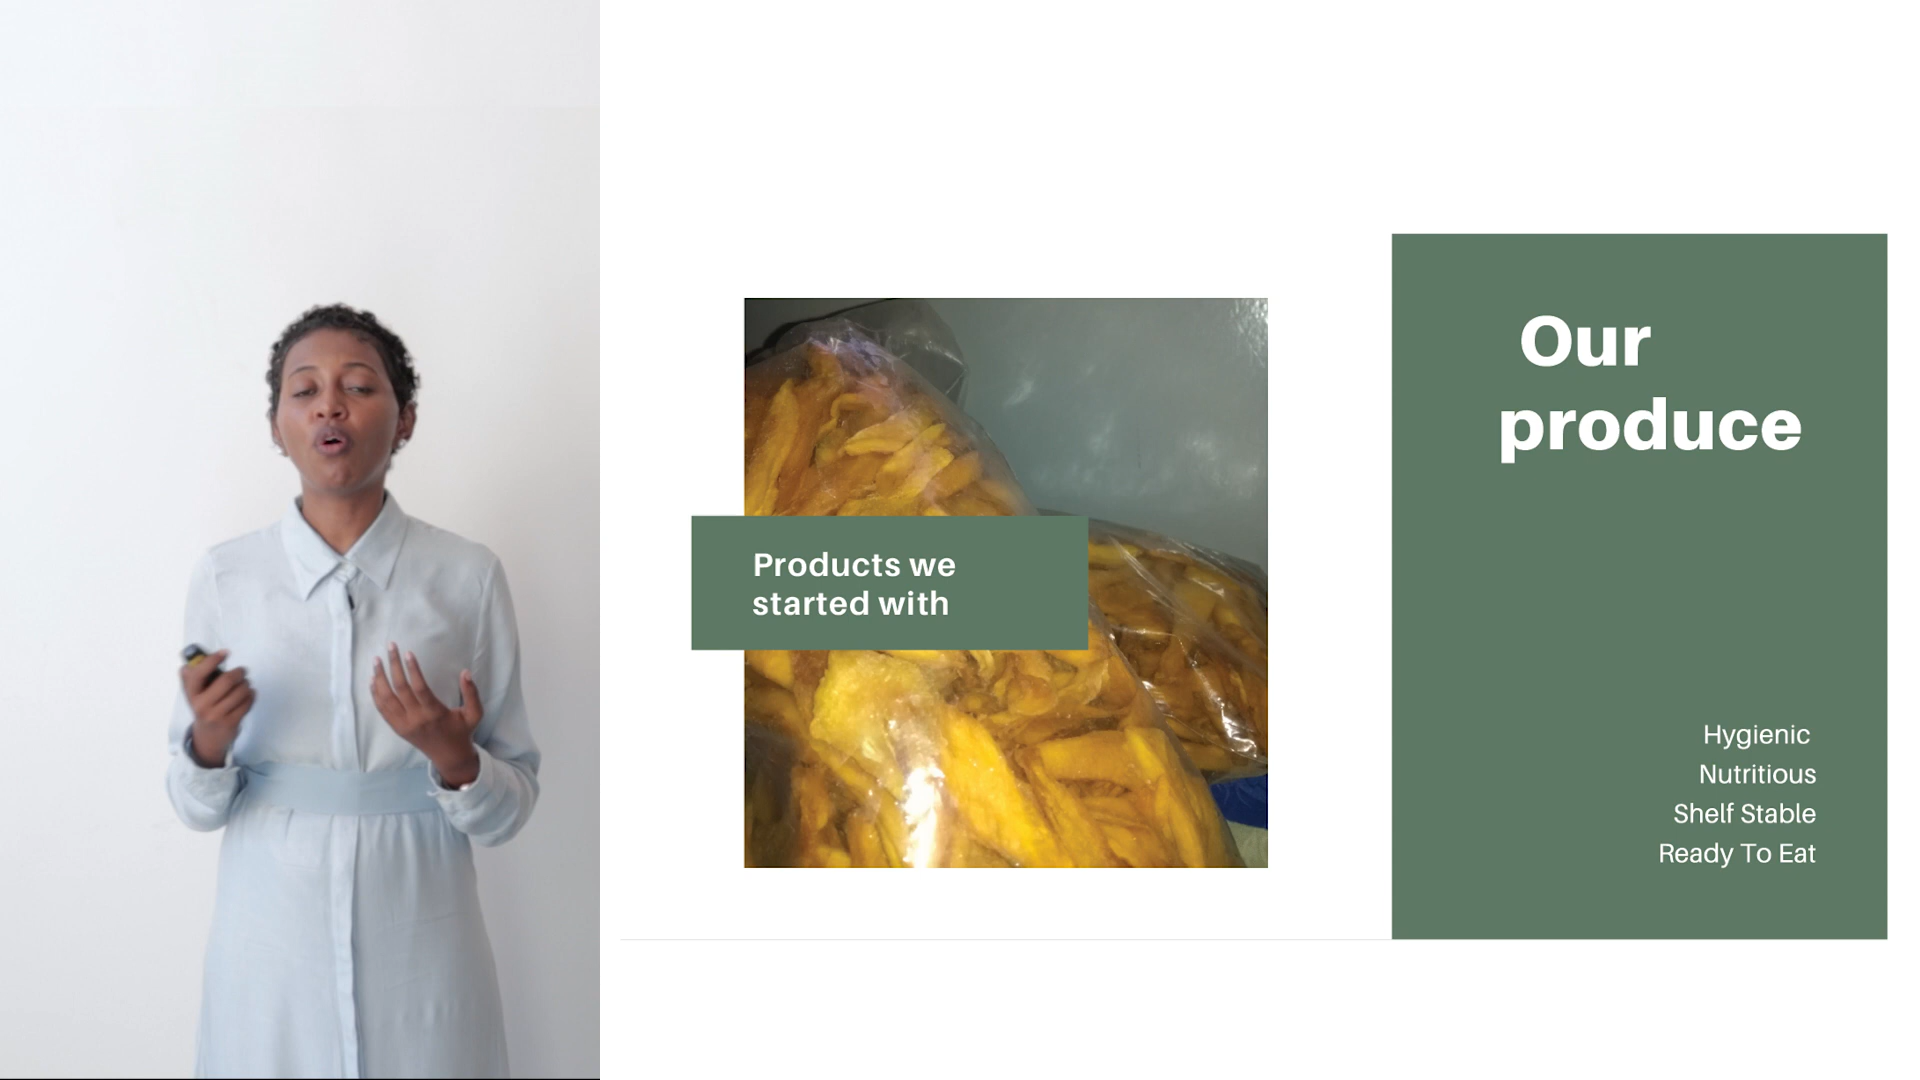 Products we
started with
Our
produce
Hygienic
Nutritious
Shelf Stable
Ready To Eat